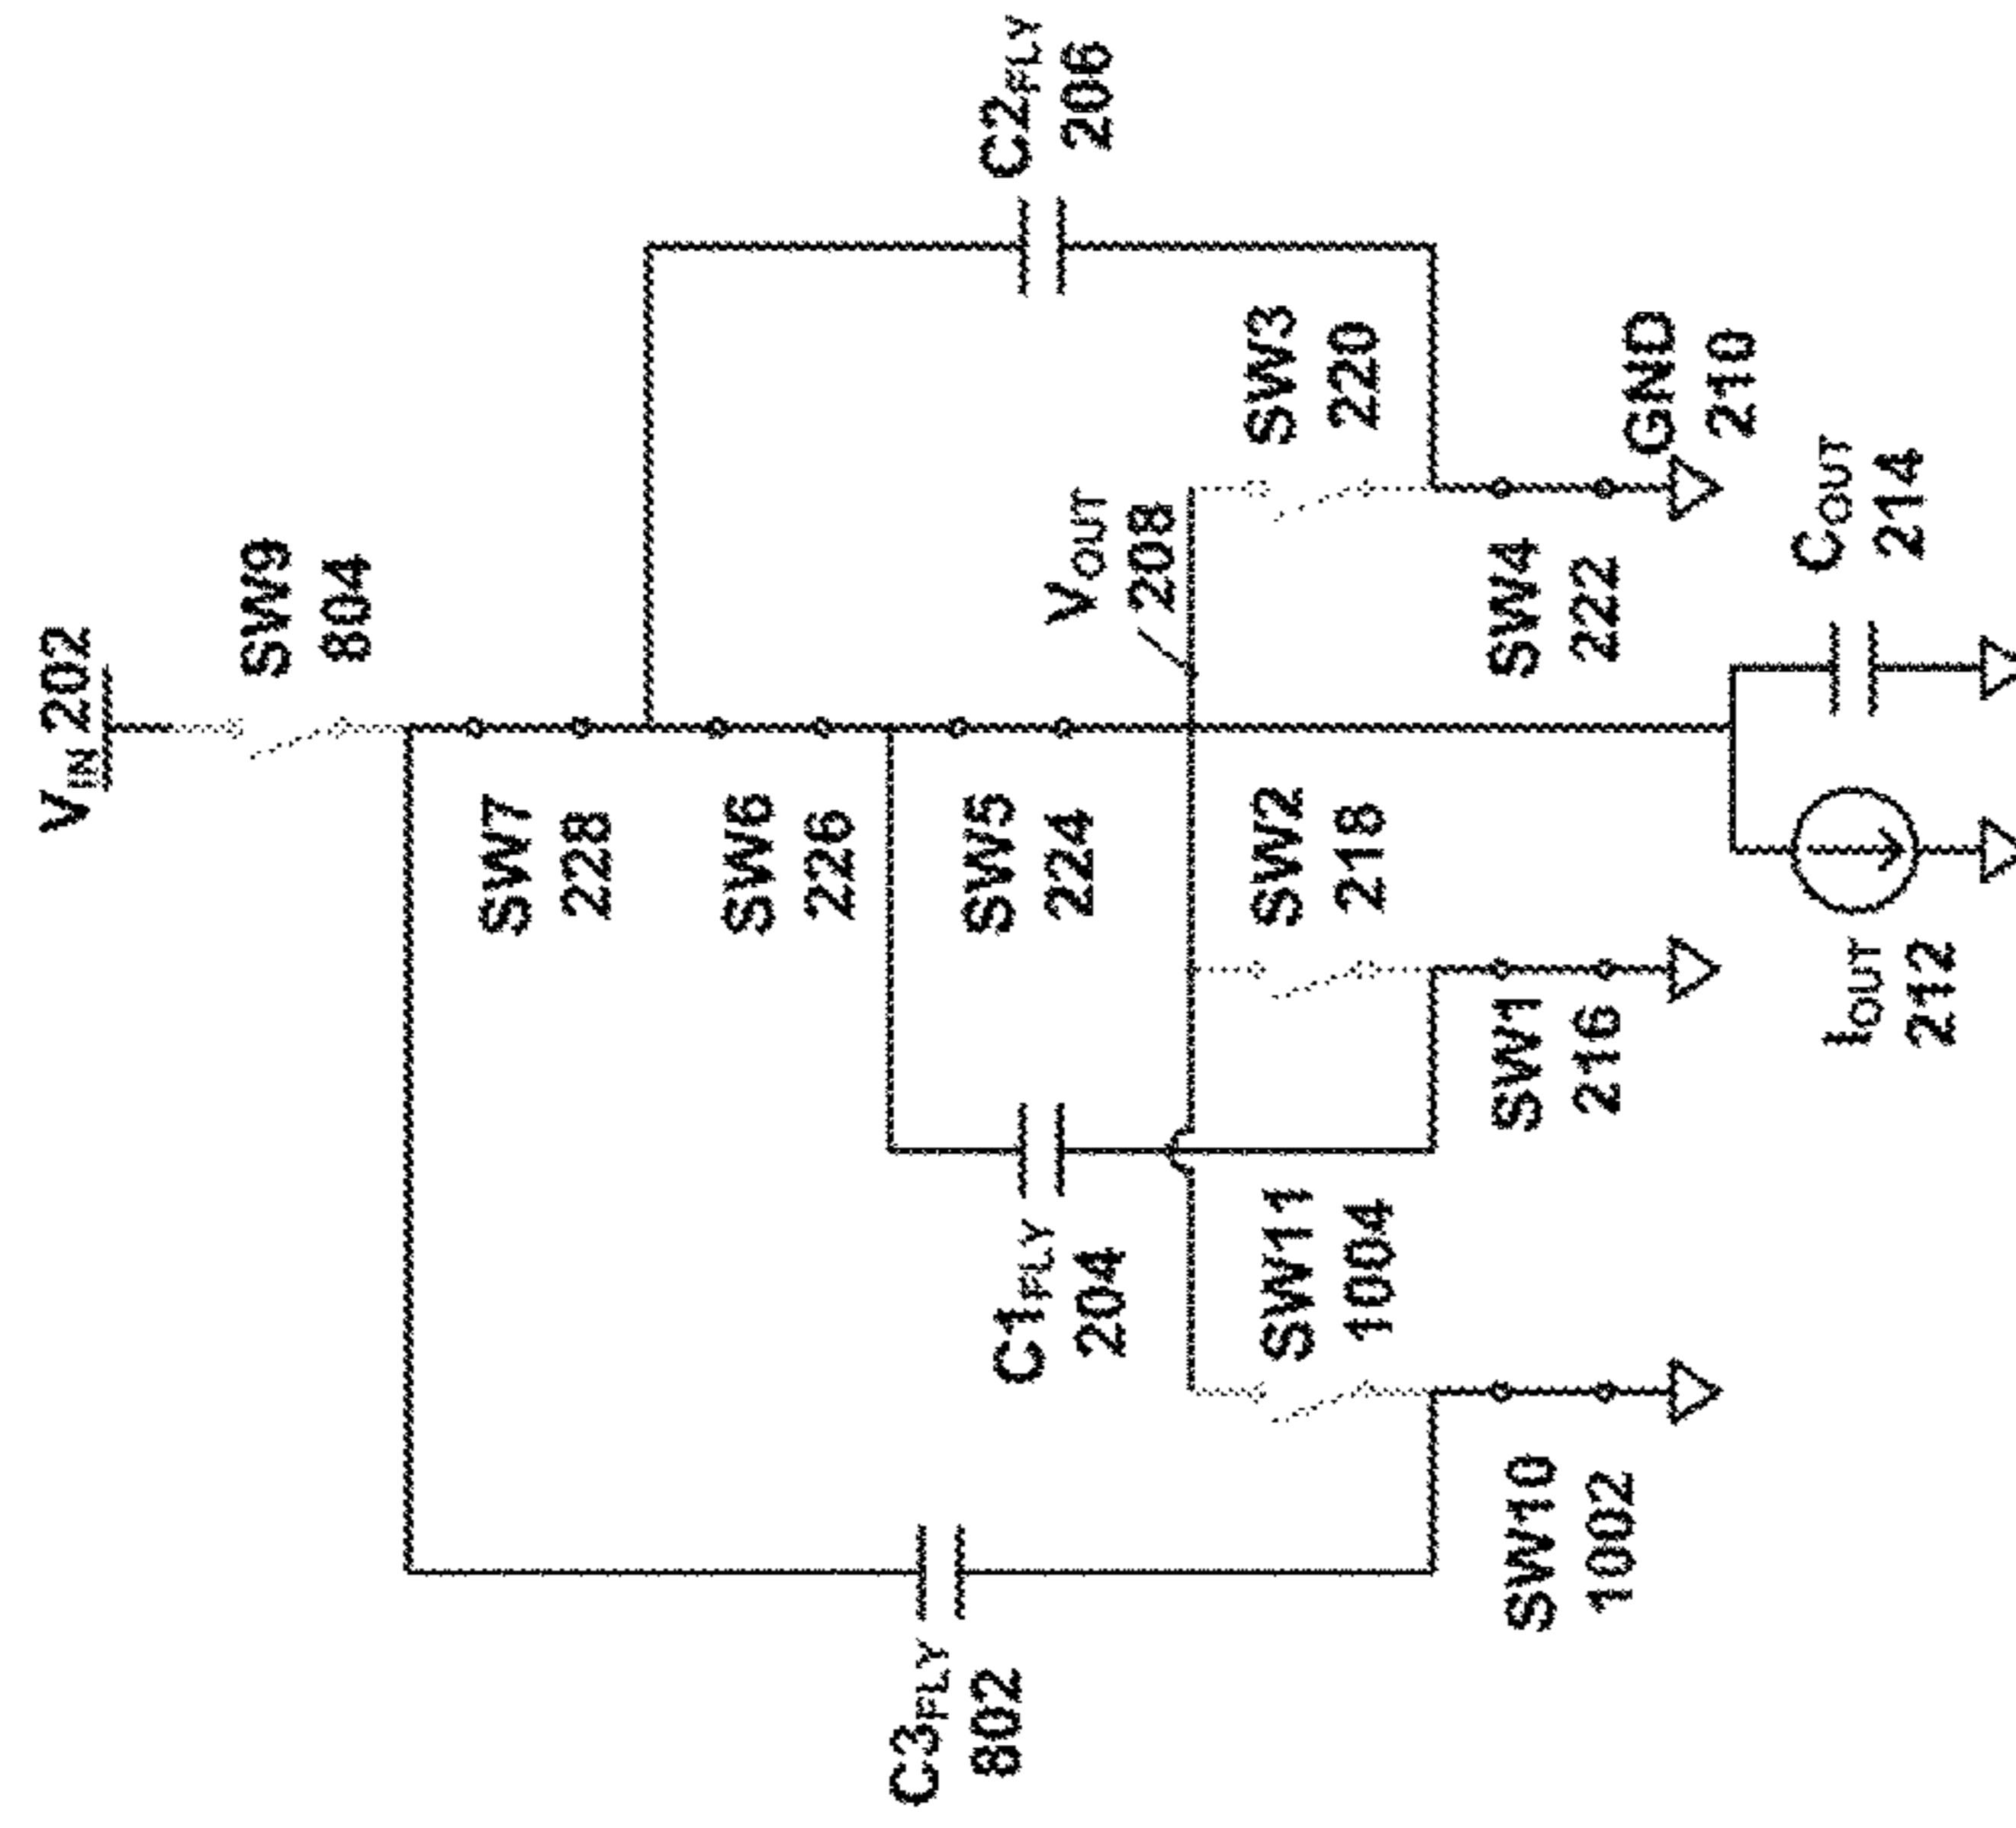 V_IN 202
SW9
804
C2_FLY
206
SW7
228
SW6
226
SW5
224
V_OUT
208
SW3
220
C3_FLY
802
C1_FLY
204
SW11
1004
SW2
218
SW4
222
GND
210
SW10
1002
SW1
216
I_OUT
212
C_OUT
214